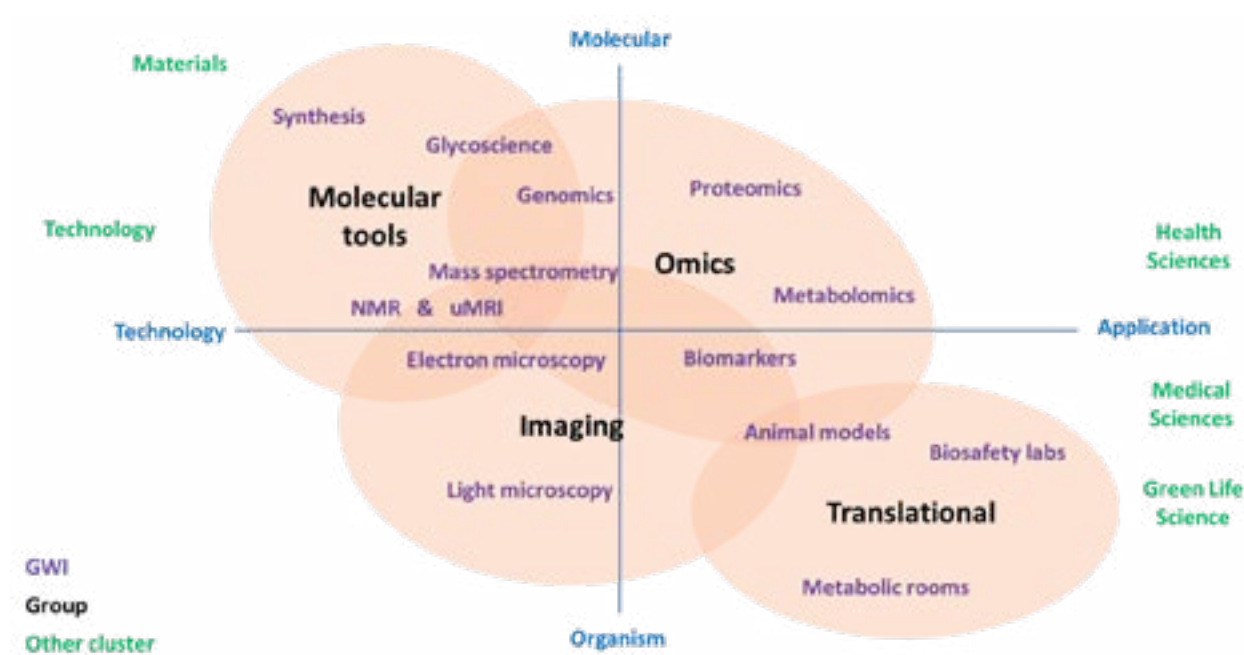 Molecular
Materials
Synthesis
Glycoscience
Molecular
tools
Genomics
Proteomics
Technology
Health
Sciences
Omics
Mass spectrometry
Metabolomics
NMR & uMRI
Technology
Application
Electron microscopy
Biomarkers
Medical
Sciences
Imaging
Animal models
Biosafety labs
Light microscopy
Green Life
Science
Translational
GWI
Metabolic rooms
Group
Other cluster
Organism